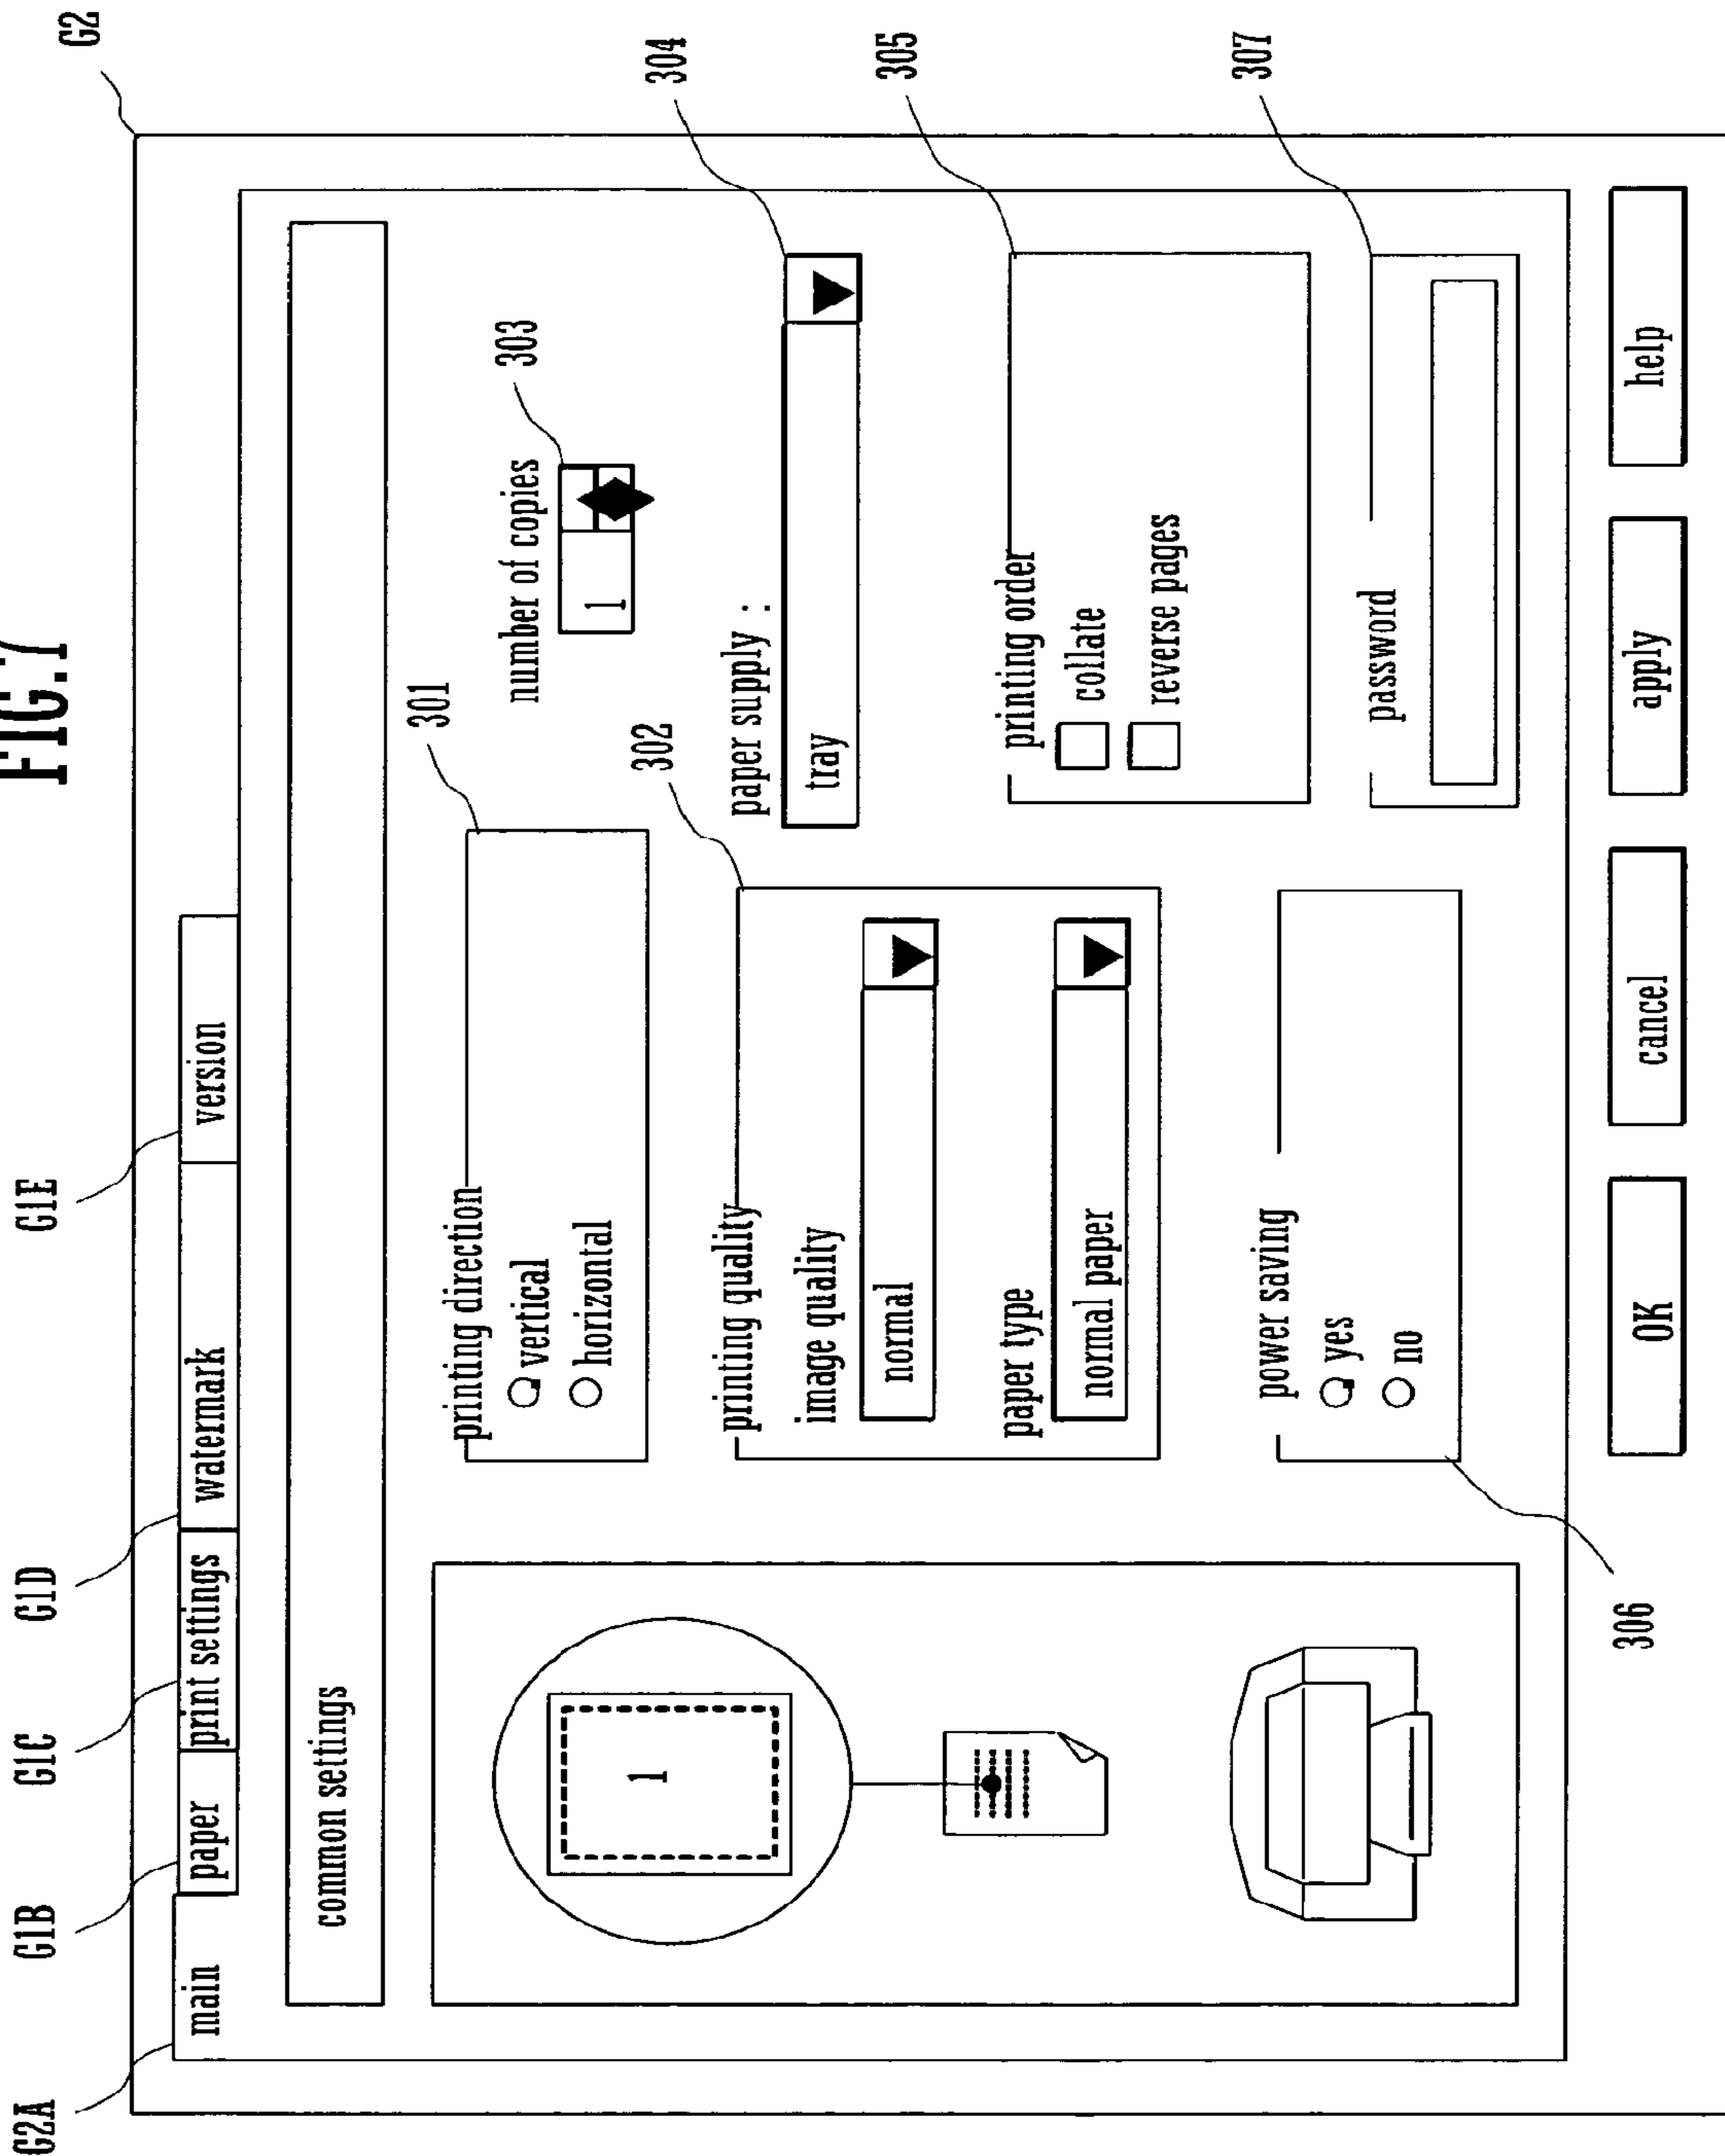 FIG.7
G2
G2A
G1B
G1C
G1D
G1E
main
paper
print settings
watermark
version
common settings
1
printing direction
vertical
horizontal
301
number of copies
1
303
printing quality
302
image quality
normal
paper type
normal paper
paper supply :
tray
304
printing order
collate
reverse pages
305
power saving
yes
no
306
password
307
OK
cancel
apply
help